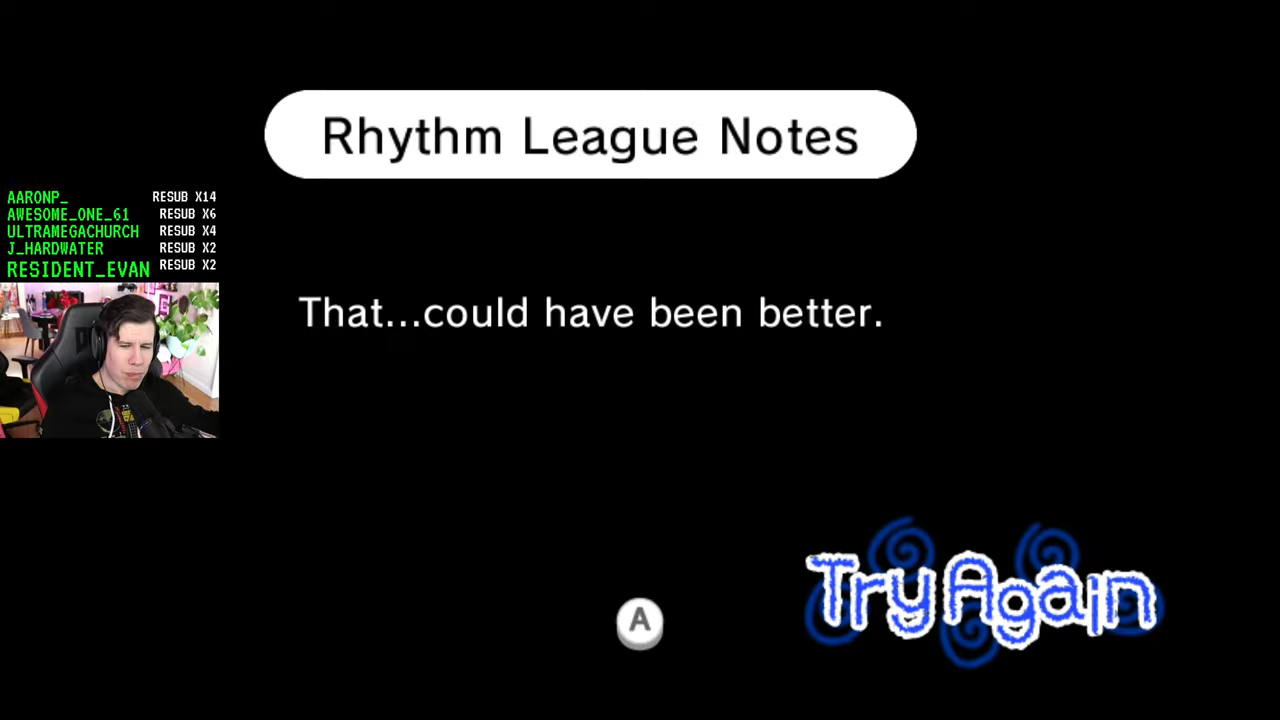 Rhythm League Notes
AARONP_ RESUB X14
AWESOME_ONE_61 RESUB X6
ULTRAMEGACHURCH RESUB X4
J_HARDWATER RESUB X2
RESIDENT_EVAN RESUB X2
That...could have been better.
Try Again
A